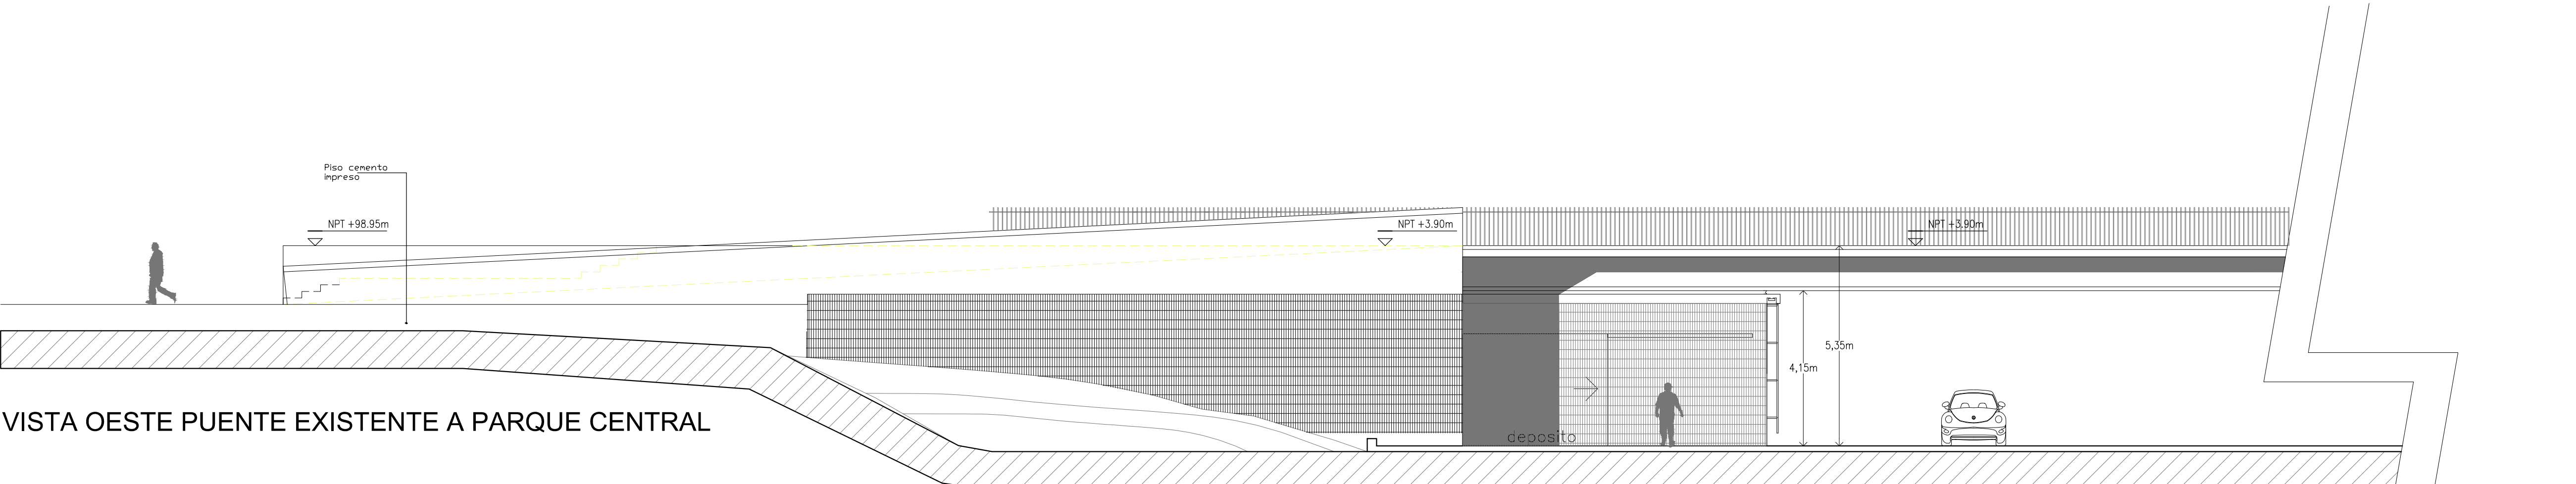 Piso cemento
impreso
NPT +98.95m
NPT +3.90m
NPT +3.90m
5,35m
4,15m
deposito
VISTA OESTE PUENTE EXISTENTE A PARQUE CENTRAL